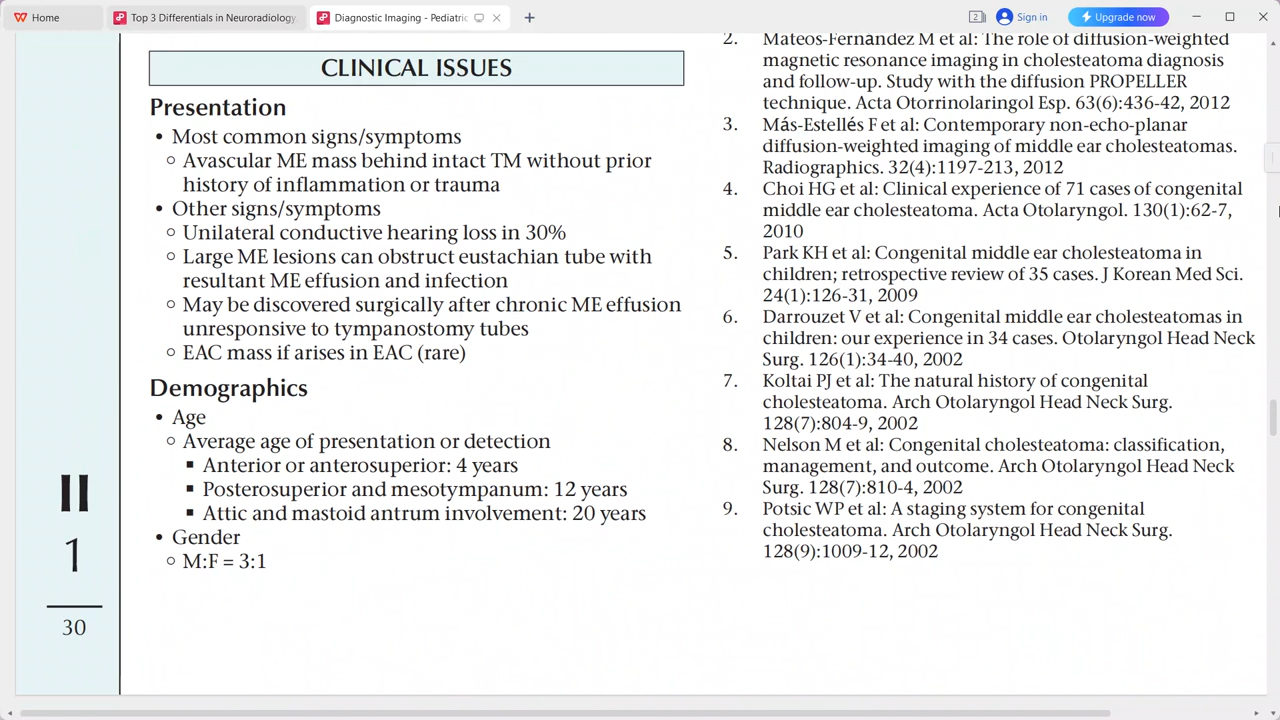 Home
Top 3 Differentials in Neuroradiology.
Diagnostic Imaging - Pediatric
2
Sign in
Upgrade now
CLINICAL ISSUES
Presentation
• Most common signs/symptoms
○ Avascular ME mass behind intact TM without prior
history of inflammation or trauma
• Other signs/symptoms
○ Unilateral conductive hearing loss in 30%
○ Large ME lesions can obstruct eustachian tube with
resultant ME effusion and infection
○ May be discovered surgically after chronic ME effusion
unresponsive to tympanostomy tubes
○ EAC mass if arises in EAC (rare)
Demographics
• Age
○ Average age of presentation or detection
▪ Anterior or anterosuperior: 4 years
▪ Posterosuperior and mesotympanum: 12 years
▪ Attic and mastoid antrum involvement: 20 years
• Gender
○ M:F = 3:1
II
1
30
2. Mateos-Fernández M et al: The role of diffusion-weighted
magnetic resonance imaging in cholesteatoma diagnosis
and follow-up. Study with the diffusion PROPELLER
technique. Acta Otorrinolaringol Esp. 63(6):436-42, 2012
3. Más-Estellés F et al: Contemporary non-echo-planar
diffusion-weighted imaging of middle ear cholesteatomas.
Radiographics. 32(4):1197-213, 2012
4. Choi HG et al: Clinical experience of 71 cases of congenital
middle ear cholesteatoma. Acta Otolaryngol. 130(1):62-7,
2010
5. Park KH et al: Congenital middle ear cholesteatoma in
children; retrospective review of 35 cases. J Korean Med Sci.
24(1):126-31, 2009
6. Darrouzet V et al: Congenital middle ear cholesteatomas in
children: our experience in 34 cases. Otolaryngol Head Neck
Surg. 126(1):34-40, 2002
7. Koltai PJ et al: The natural history of congenital
cholesteatoma. Arch Otolaryngol Head Neck Surg.
128(7):804-9, 2002
8. Nelson M et al: Congenital cholesteatoma: classification,
management, and outcome. Arch Otolaryngol Head Neck
Surg. 128(7):810-4, 2002
9. Potsic WP et al: A staging system for congenital
cholesteatoma. Arch Otolaryngol Head Neck Surg.
128(9):1009-12, 2002